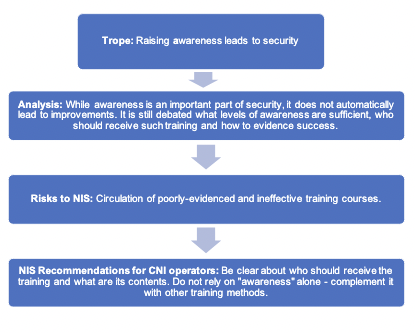 Trope: Raising awareness leads to security
Analysis: While awareness is an important part of security, it does not automatically
lead to improvements. It is still debated what levels of awareness are sufficient, who
should receive such training and how to evidence success.
Risks to NIS: Circulation of poorly-evidenced and ineffective training courses.
NIS Recommendations for CNI operators: Be clear about who should receive the
training and what are its contents. Do not rely on "awareness" alone - complement it
with other training methods.